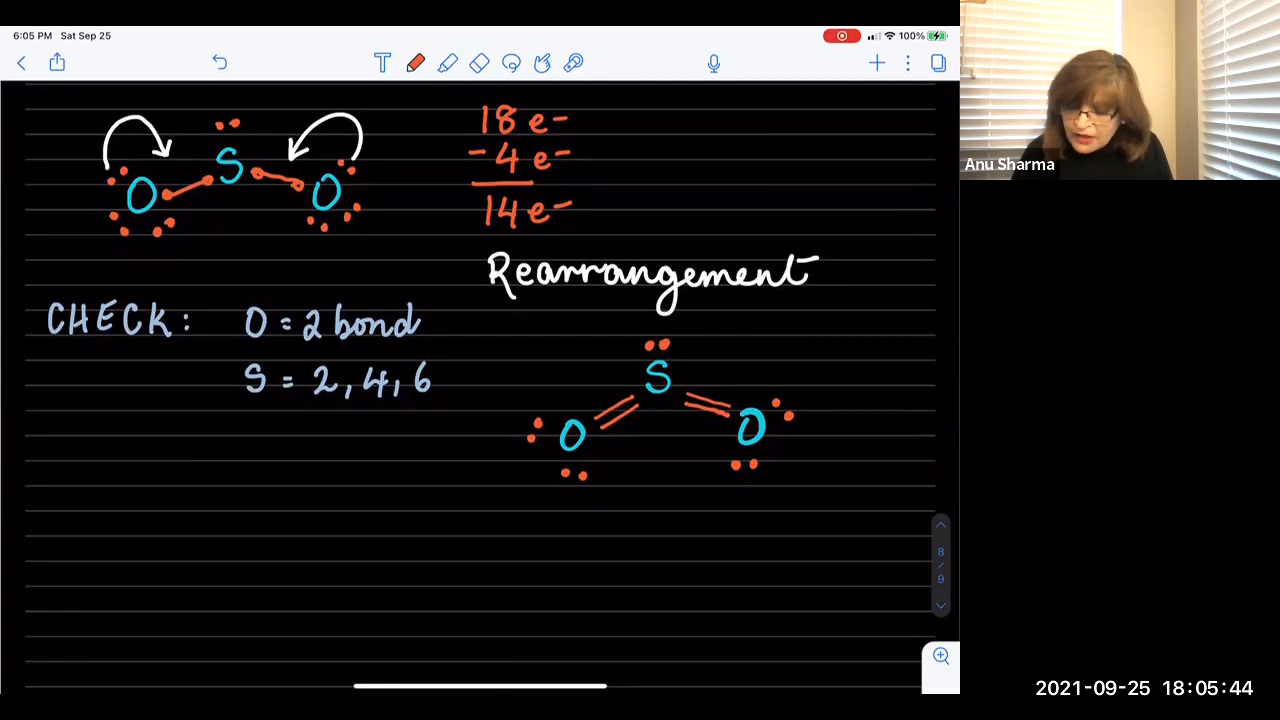 6:05 PM Sat Sep 25
100%
T
S
O O
18 e-
- 4 e-
14 e-
Rearrangement
CHECK: O = 2 bond
S = 2, 4, 6
S
O O
8
/
9
Anu Sharma
2021-09-25 18:05:44